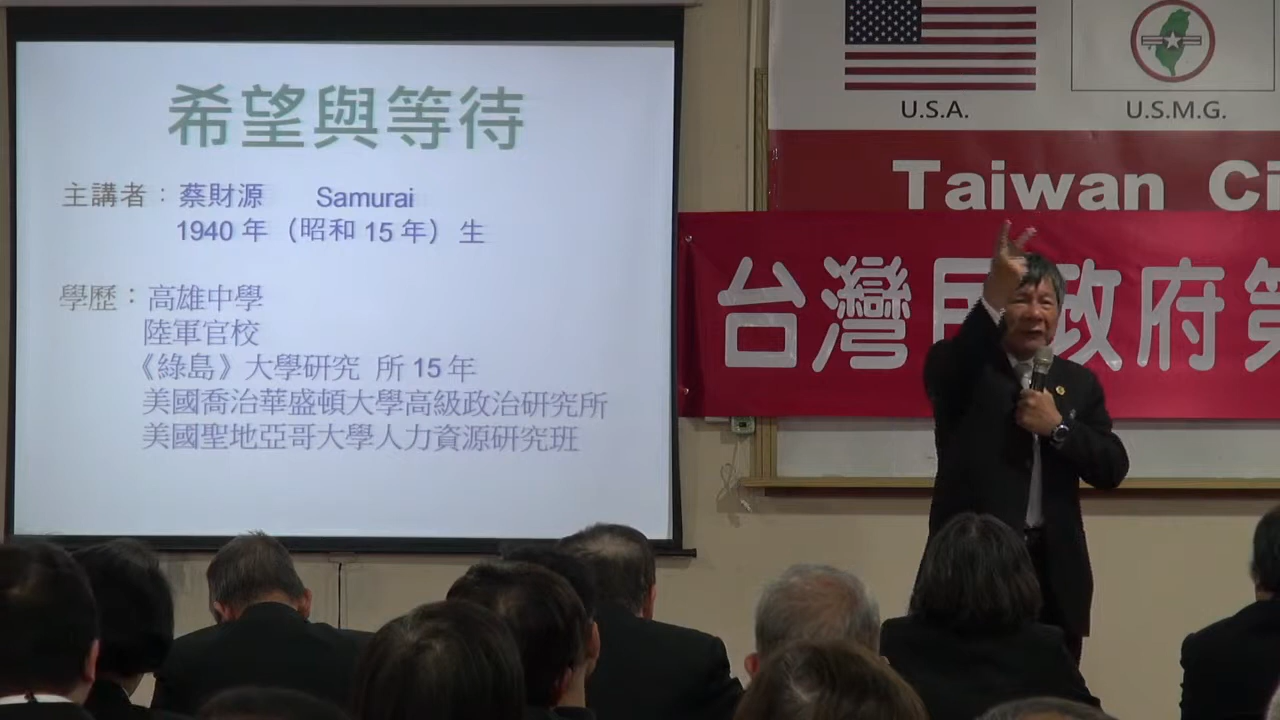 希望與等待
主講者：蔡財源 Samurai
1940 年（昭和 15 年）生
學歷：高雄中學
陸軍官校
《綠島》大學研究 所 15 年
美國喬治華盛頓大學高級政治研究所
美國聖地亞哥大學人力資源研究班
U.S.A.
U.S.M.G.
Taiwan Ci
台灣民政府第